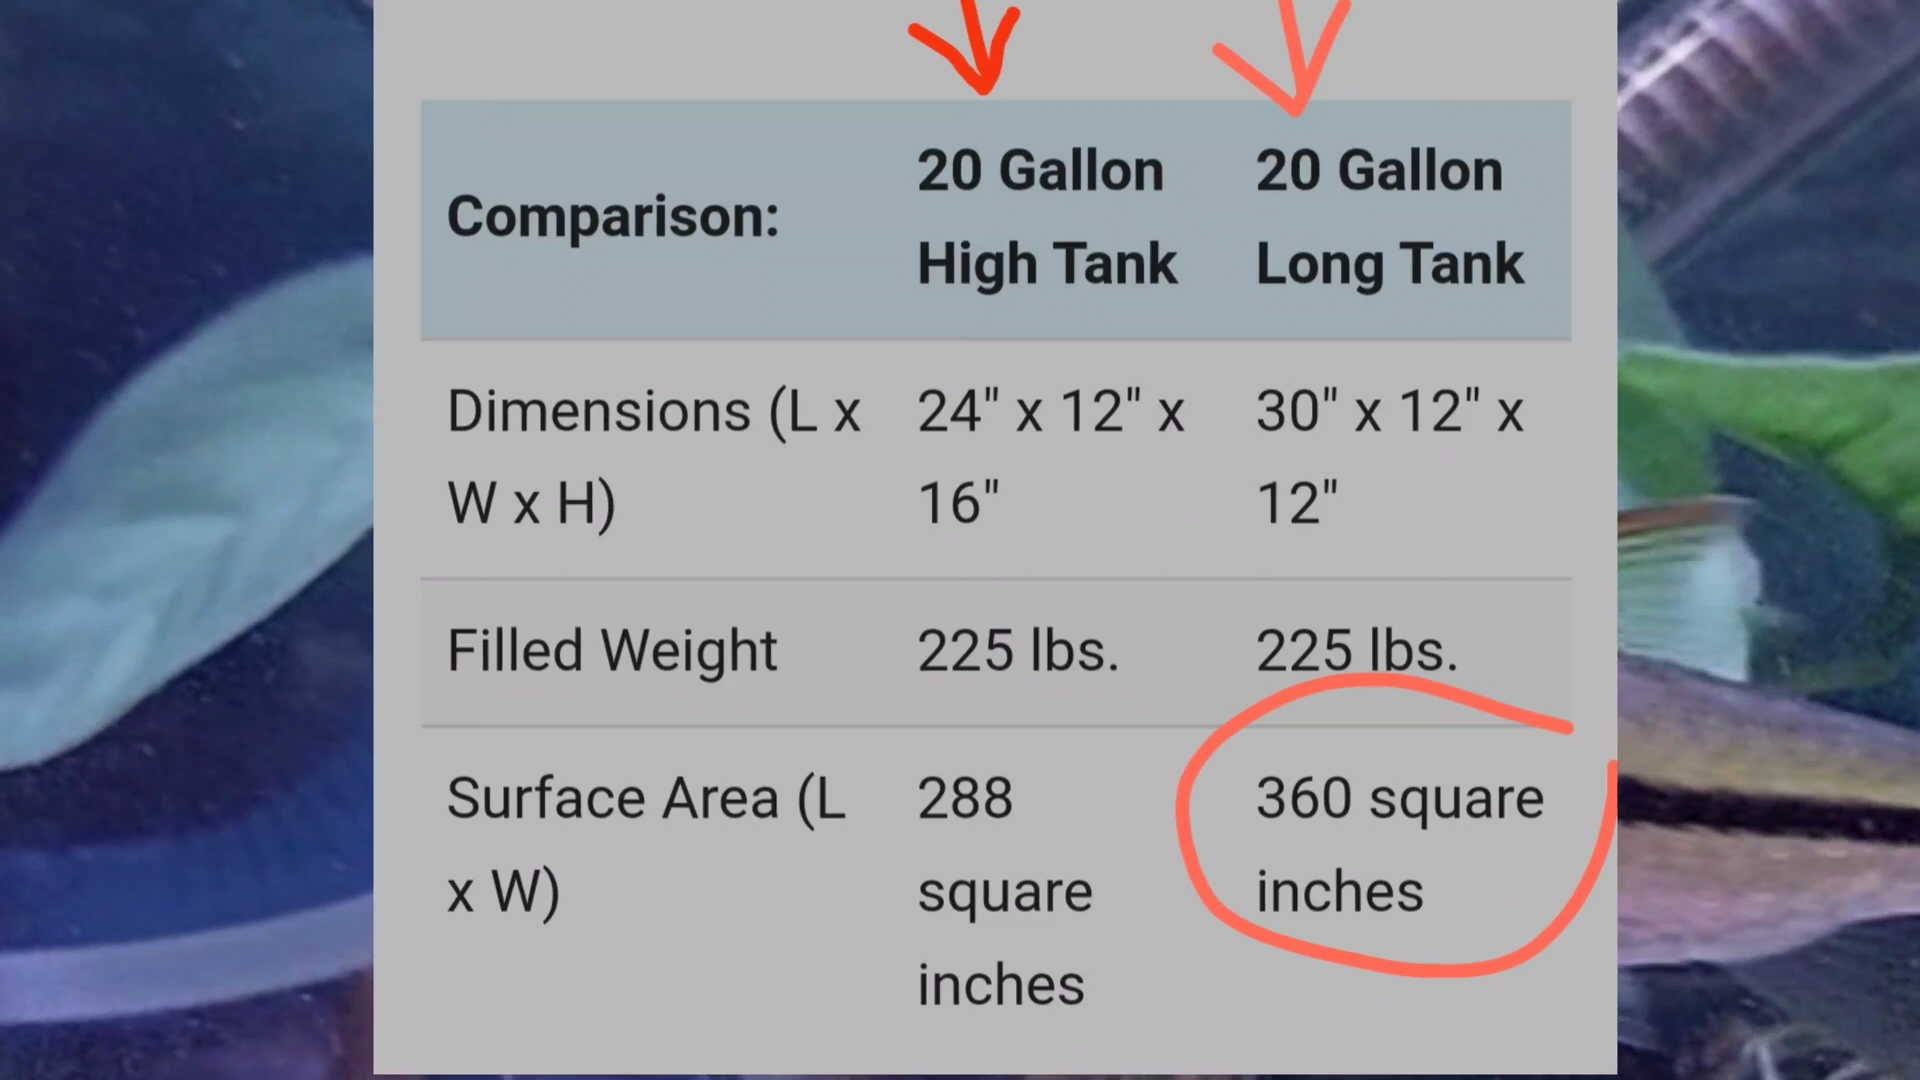 Comparison:
20 Gallon
High Tank
20 Gallon
Long Tank
Dimensions (L x
W x H)
24" x 12" x
16"
30" x 12" x
12"
Filled Weight
225 lbs.
225 lbs.
Surface Area (L
x W)
288
square
inches
360 square
inches